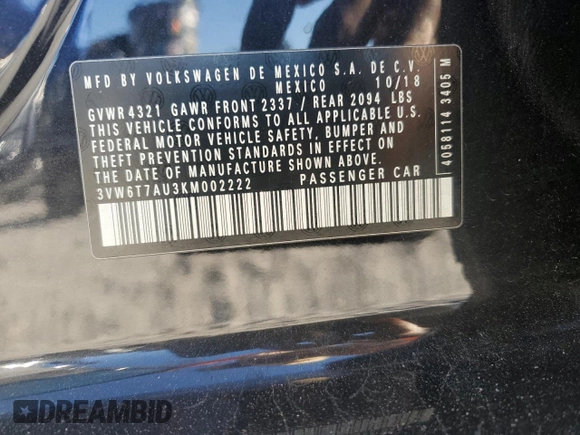 MFD BY VOLKSWAGEN DE MEXICO S.A. DE C.V.
MEXICO 10/18
GVWR 4321 GAWR FRONT 2337 / REAR 2094 LBS
THIS VEHICLE CONFORMS TO ALL APPLICABLE U.S.
FEDERAL MOTOR VEHICLE SAFETY, BUMPER AND
THEFT PREVENTION STANDARDS IN EFFECT ON
THE DATE OF MANUFACTURE SHOWN ABOVE.
3VW6T7AU3KM002222 PASSENGER CAR
4058114 3405 M
DREAMBID